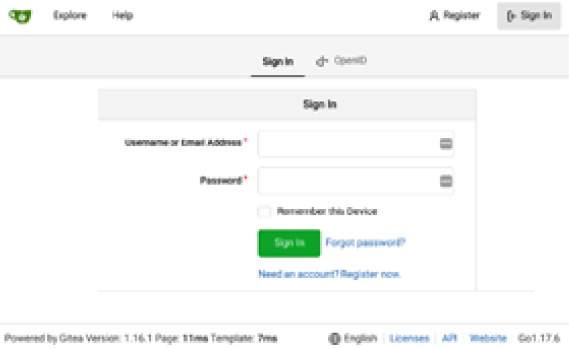 Explore Help Register Sign In
Sign In OpenID
Sign In
Username or Email Address *
Password *
Remember this Device
Sign In Forgot password?
Need an account? Register now.
Powered by Gitea Version: 1.16.1 Page: 11ms Template: 7ms English Licenses API Website Go1.17.6